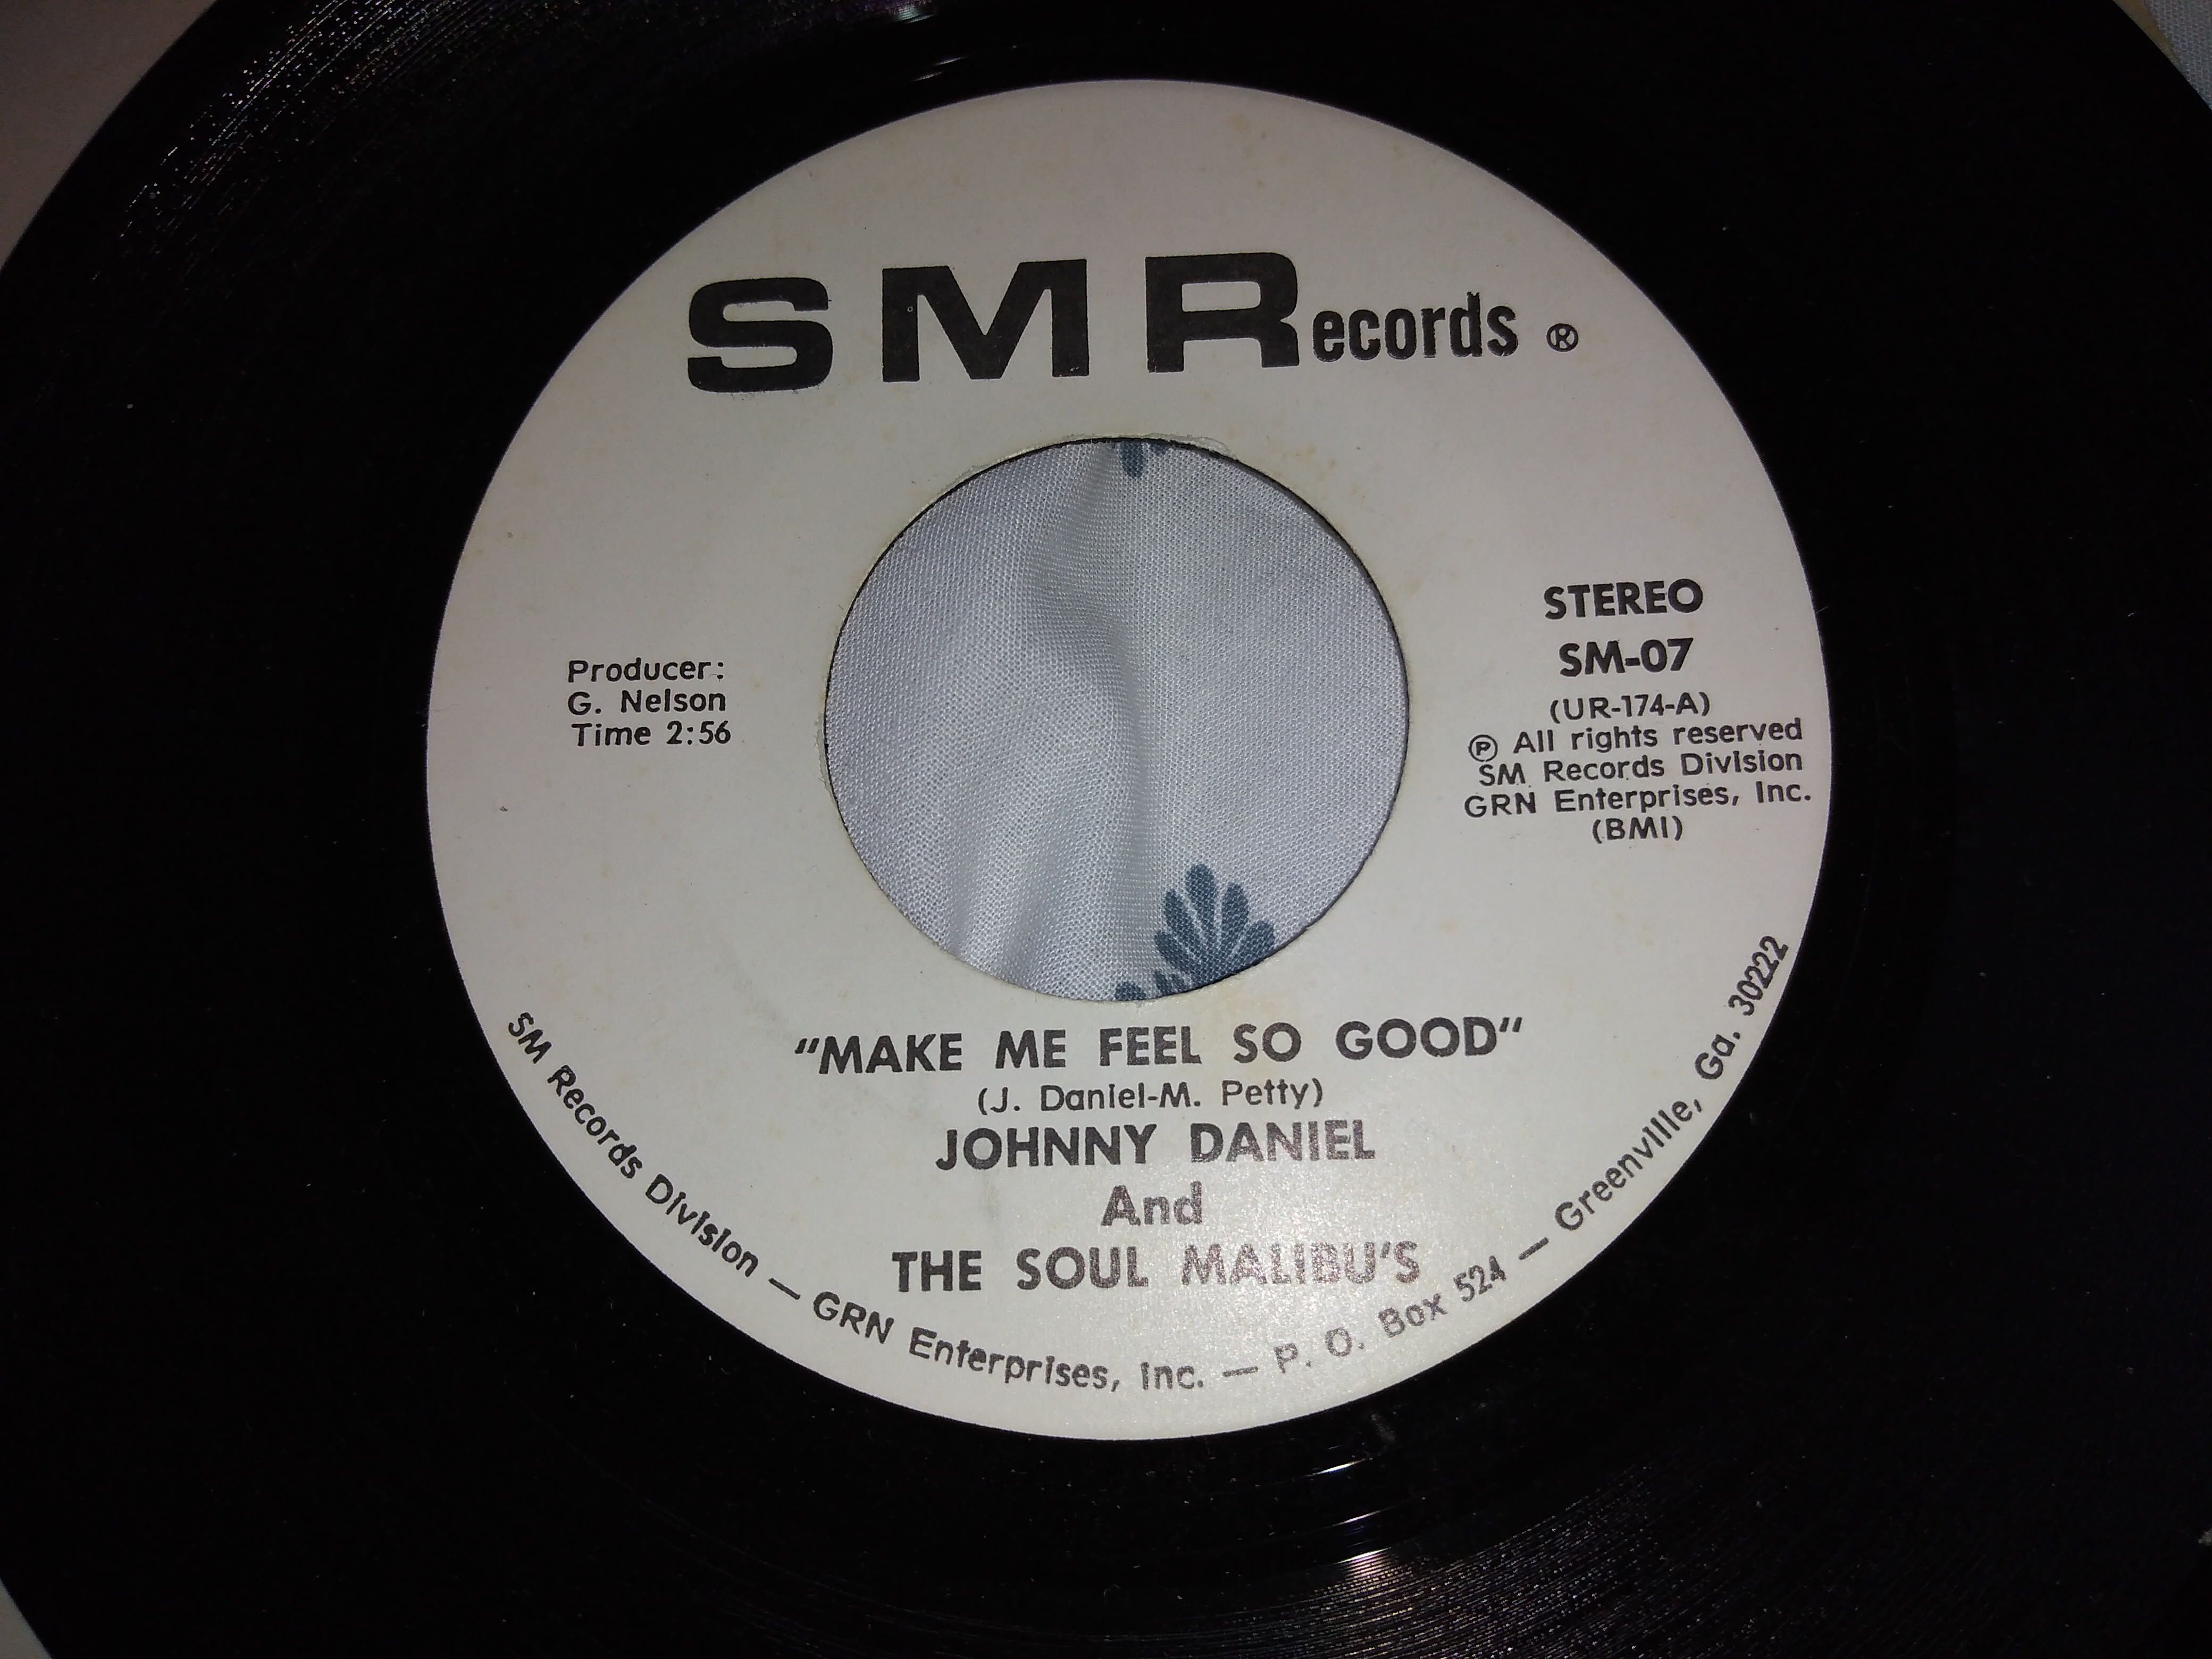 SM Records ®
Producer:
G. Nelson
Time 2:56
STEREO
SM-07
(UR-174-A)
℗ All rights reserved
SM Records Division
GRN Enterprises, Inc.
(BMI)
"MAKE ME FEEL SO GOOD"
(J. Daniel-M. Petty)
JOHNNY DANIEL
And
THE SOUL MALIBU'S
SM Records Division — GRN Enterprises, Inc. — P. O. Box 524 — Greenville, Ga. 30222